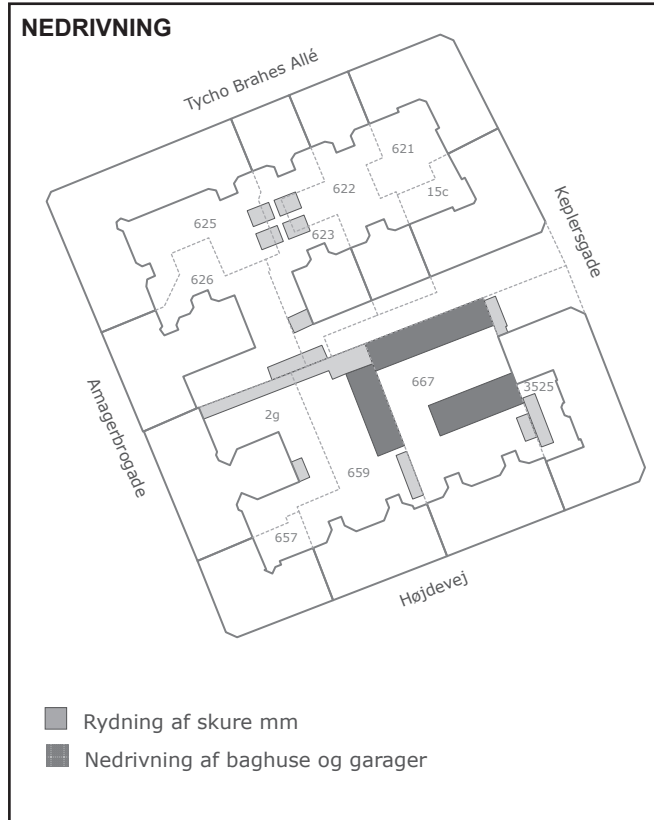 NEDRIVNING
Tycho Brahes Allé
621
622
15c
625
623
626
Keplersgade
667
3525
2g
Amagerbrogade
659
657
Højdevej
Rydning af skure mm
Nedrivning af baghuse og garager